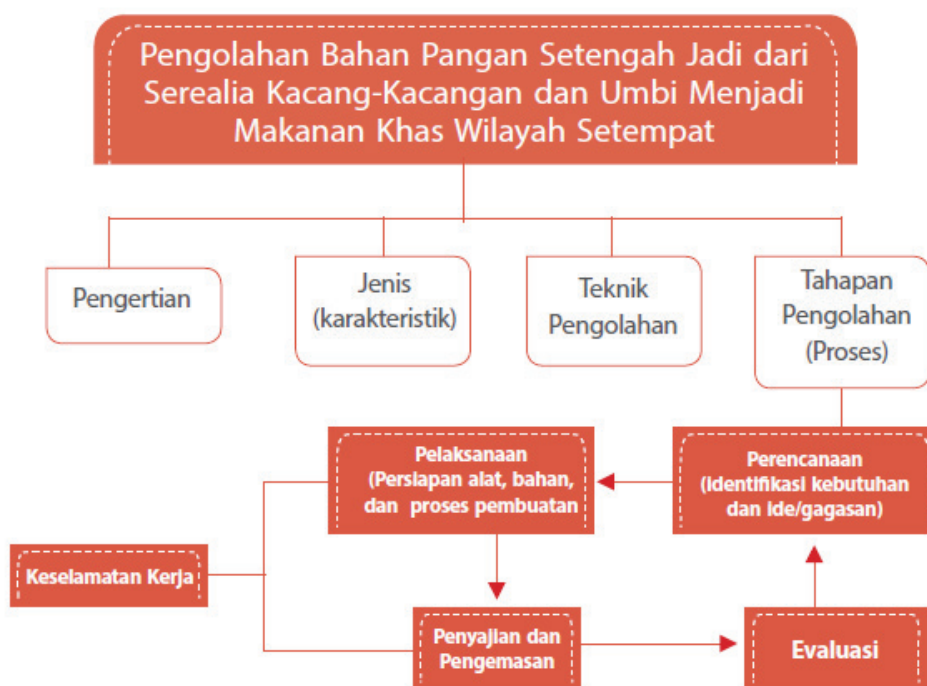 Pengolahan Bahan Pangan Setengah Jadi dari
Serealia Kacang-Kacangan dan Umbi Menjadi
Makanan Khas Wilayah Setempat
Pengertian
Jenis
(karakteristik)
Teknik
Pengolahan
Tahapan
Pengolahan
(Proses)
Pelaksanaan
(Persiapan alat, bahan,
dan proses pembuatan
Perencanaan
(identifikasi kebutuhan
dan ide/gagasan)
Keselamatan Kerja
Penyajian dan
Pengemasan
Evaluasi